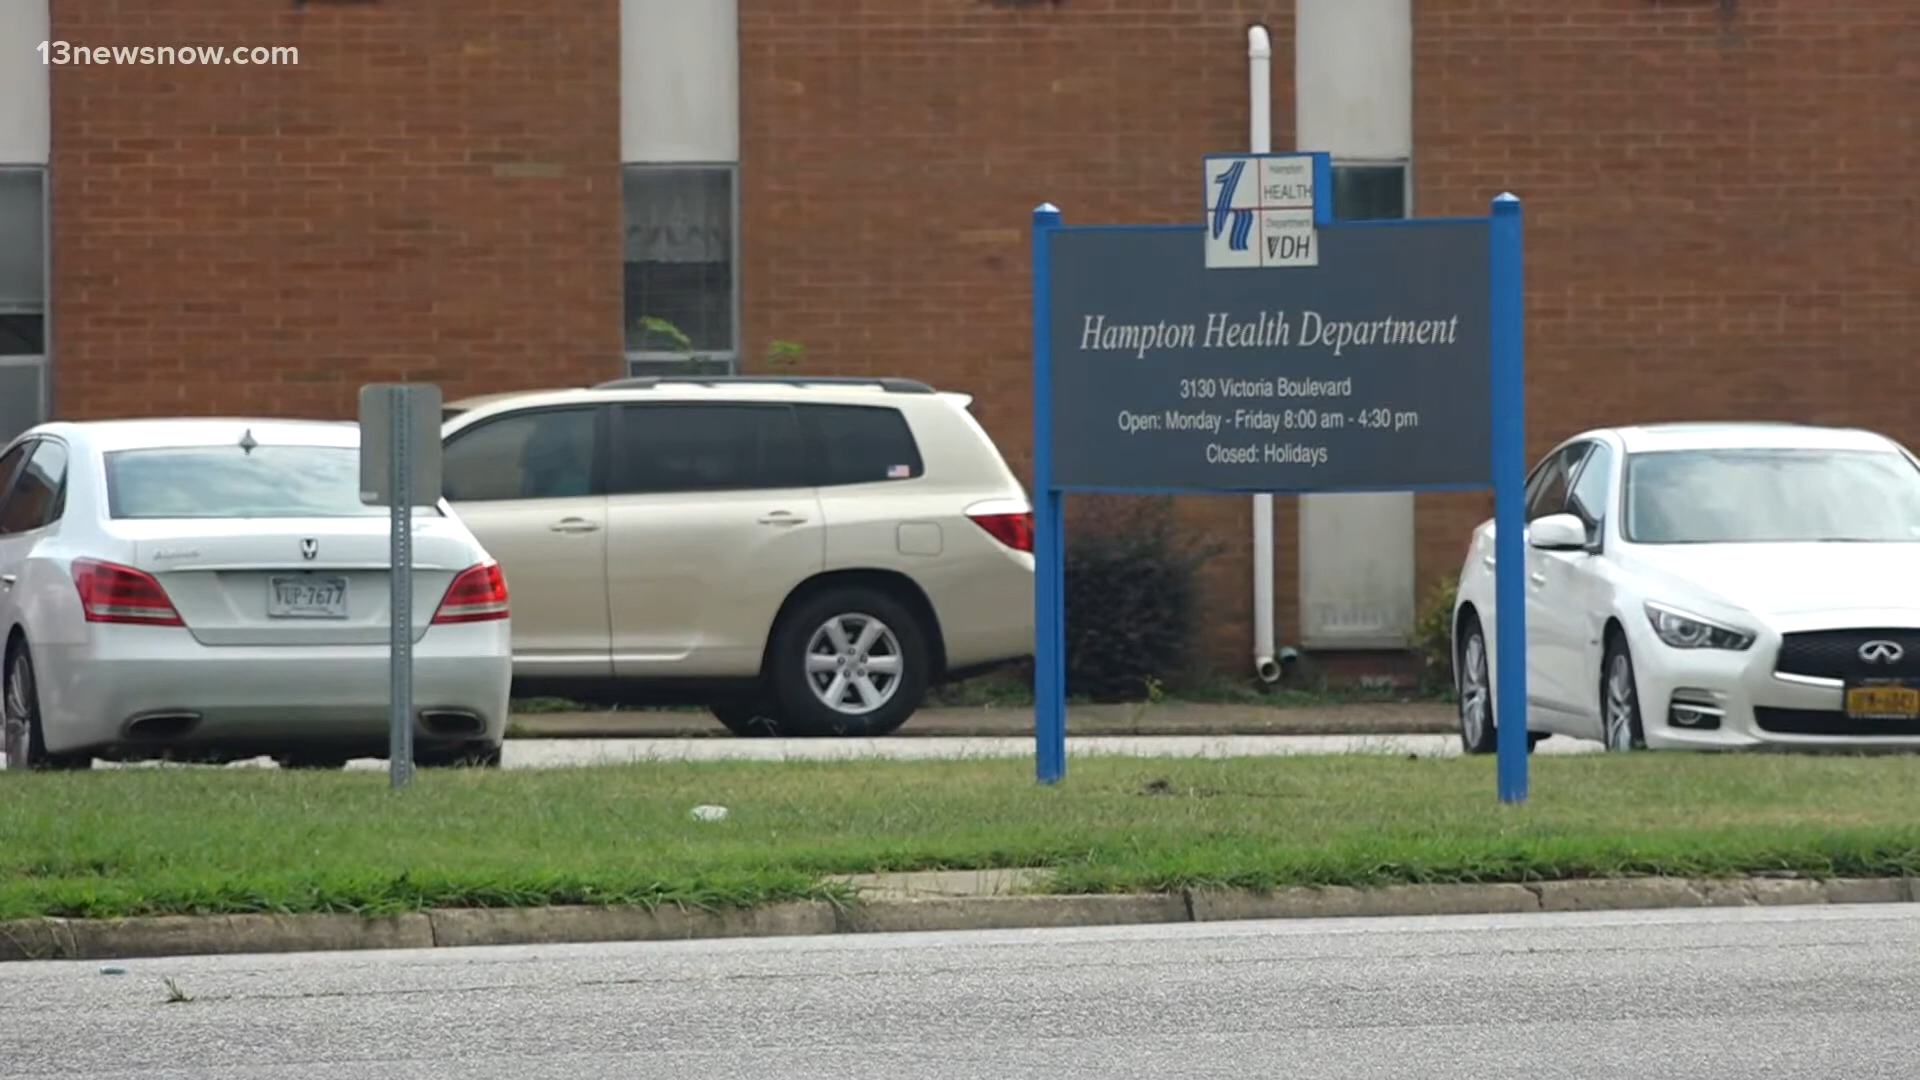 13newsnow.com
Hampton
HEALTH
Department
VDH
Hampton Health Department
3130 Victoria Boulevard
Open: Monday - Friday 8:00 am - 4:30 pm
Closed: Holidays
VUP-7677